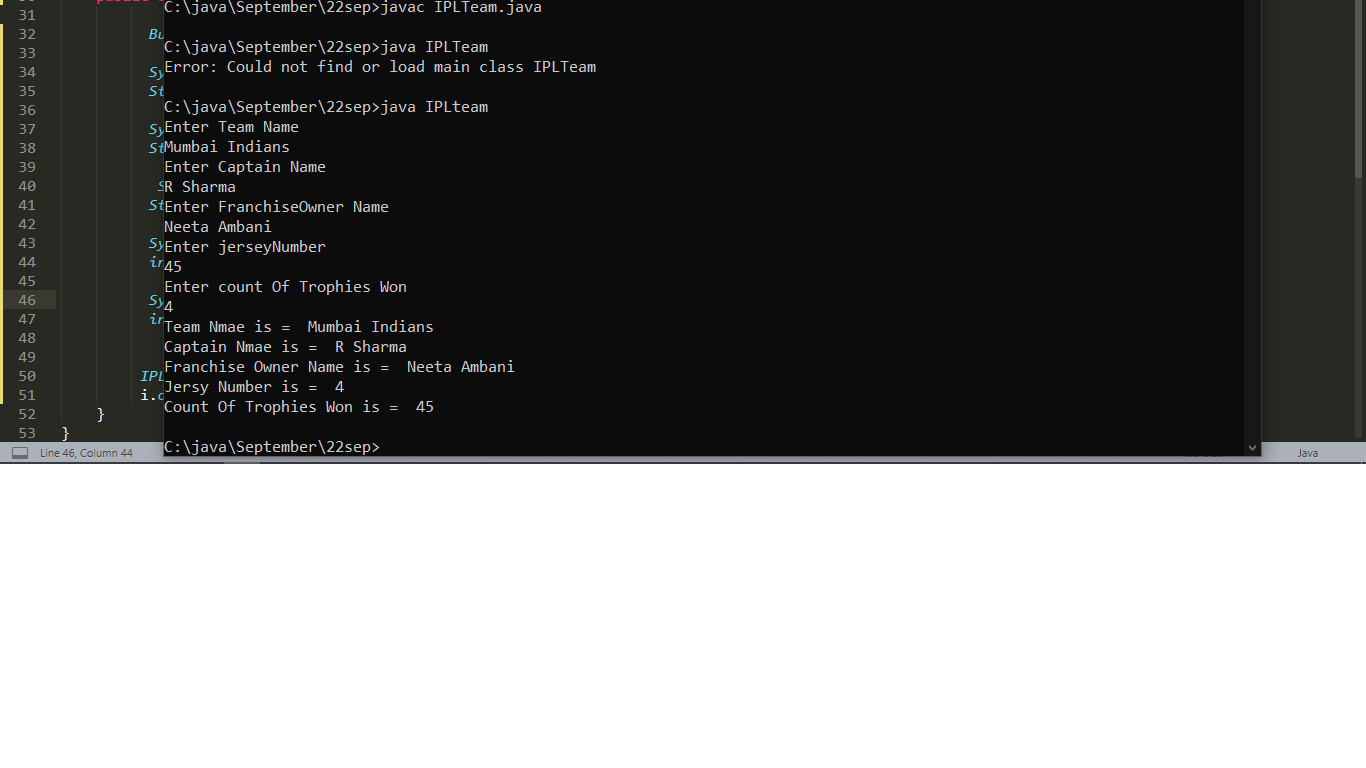 31
C:\java\September\22sep>javac IPLTeam.java
32 Bu
33
C:\java\September\22sep>java IPLTeam
34 Sy
Error: Could not find or load main class IPLTeam
35 St
36
C:\java\September\22sep>java IPLteam
37 Sy
Enter Team Name
38 St
Mumbai Indians
39
Enter Captain Name
40 S
R Sharma
41 St
Enter FranchiseOwner Name
42
Neeta Ambani
43 Sy
Enter jerseyNumber
44 in
45
45
Enter count Of Trophies Won
46 Sy
4
47 in
Team Nmae is =  Mumbai Indians
48
Captain Nmae is =  R Sharma
49
Franchise Owner Name is =  Neeta Ambani
50 IPL
Jersy Number is =  4
51 i.
Count Of Trophies Won is =  45
52 }
53 }
C:\java\September\22sep>
Line 46, Column 44
Java